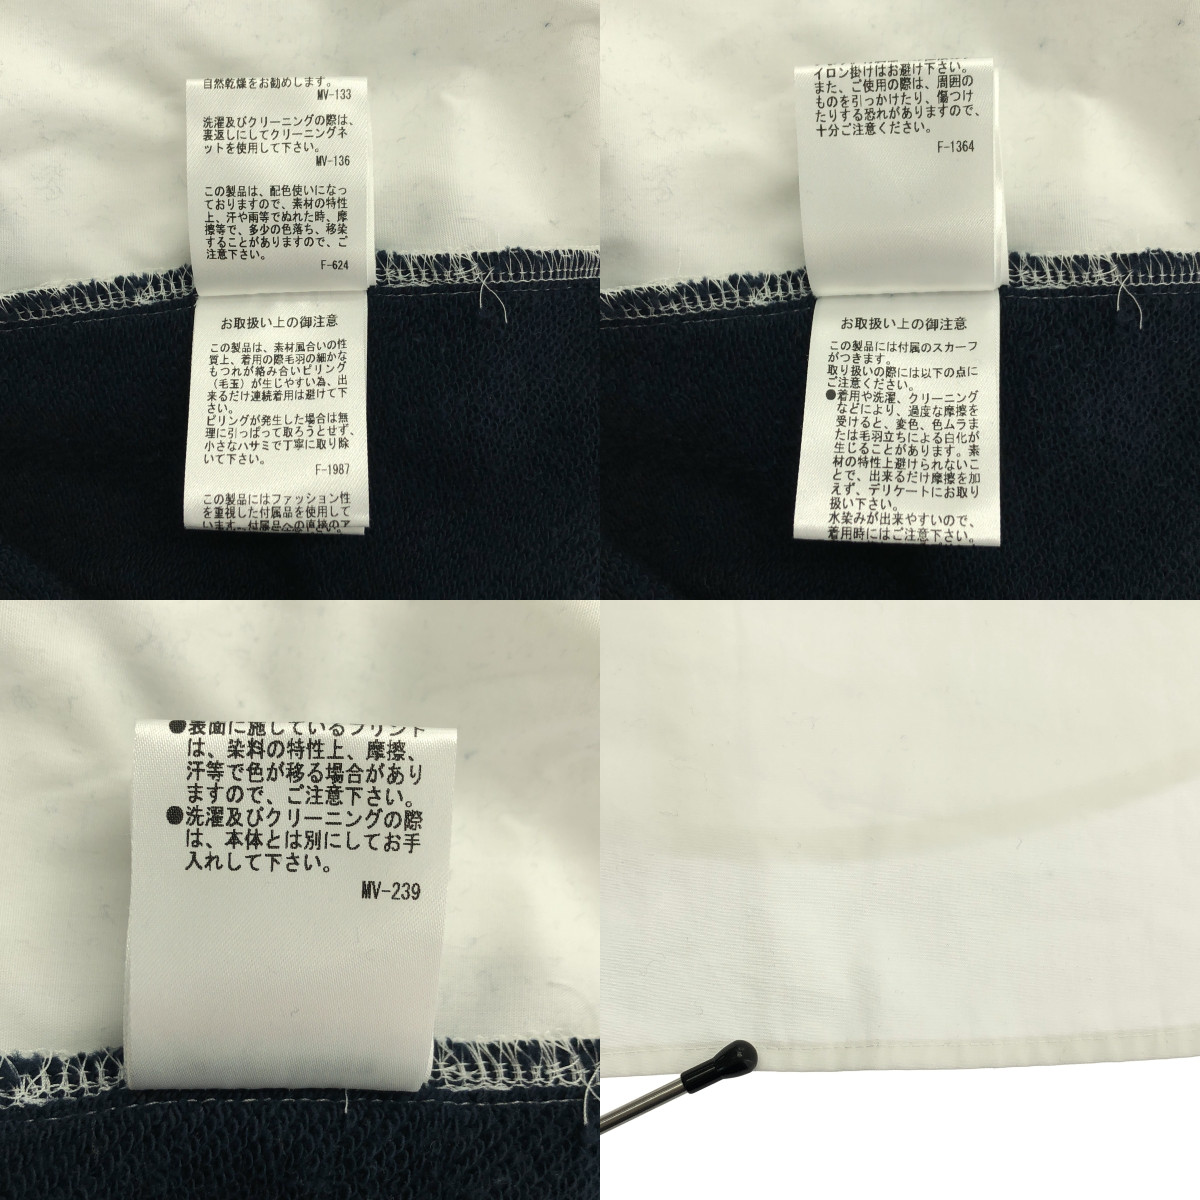 自然乾燥をお勧めします。
MV-133
洗濯及びクリーニングの際は、
裏返しにしてクリーニングネ
ットを使用して下さい。
MV-136
この製品は、配色使いになっ
ておりますので、素材の特性
上、汗や雨等でぬれた時、摩
擦等で、多少の色落ち、移染
することがありますので、ご
注意下さい。
F-624
お取扱い上の御注意
この製品は、素材風合いの性
質上、着用の際毛羽の細かな
もつれが絡み合いピリング
（毛玉）が生じやすい為、出
来るだけ連続着用は避けて下
さい。
ピリングが発生した場合は無
理に引っぱって取ろうとせず、
小さなハサミで丁寧に取り除
いて下さい。
F-1987
この製品にはファッション性
を重視した付属品を使用して
います。付属品への直接のア
イロン掛けはお避け下さい。
また、ご使用の際は、周囲の
ものを引っかけたり、傷つけ
たりする恐れがありますので、
十分ご注意ください。
F-1364
お取扱い上の御注意
この製品には付属のスカーフ
がつきます。
取り扱いの際には以下の点に
ご注意ください。
●着用や洗濯、クリーニング
などにより、過度な摩擦を
受けると、変色、色ムラま
たは毛羽立ちによる白化が
生じることがあります。素
材の特性上避けられないこ
とで、出来るだけ摩擦を加
えず、デリケートにお取り
扱い下さい。
水染みが出来やすいので、
着用時にはご注意下さい。
●表面に施しているプリント
は、染料の特性上、摩擦、
汗等で色が移る場合があり
ますので、ご注意下さい。
●洗濯及びクリーニングの際
は、本体とは別にしてお手
入れして下さい。
MV-239